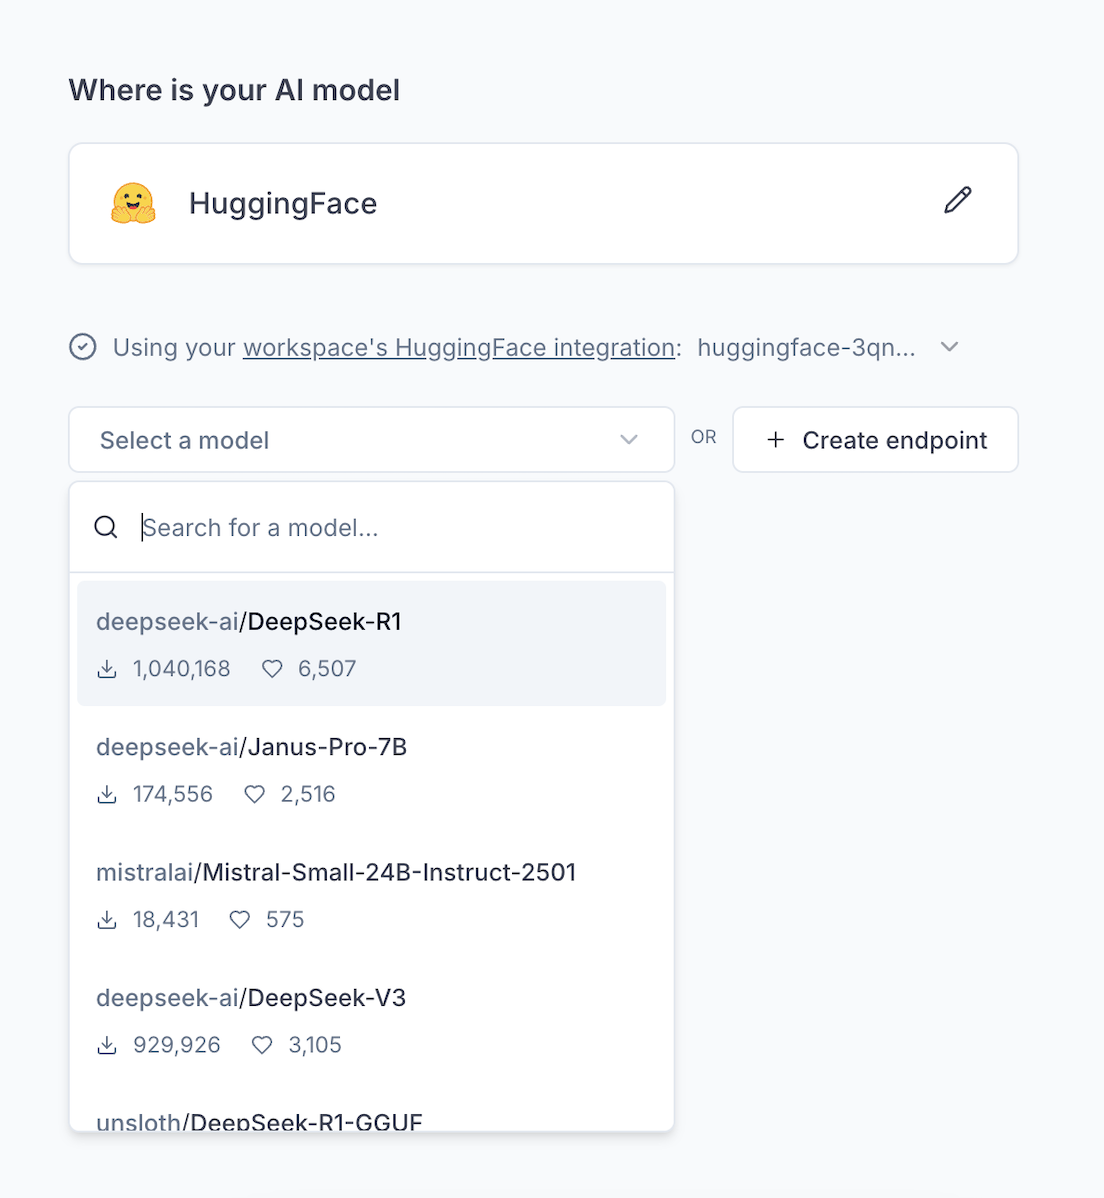 Where is your AI model
HuggingFace
Using your workspace's HuggingFace integration: huggingface-3qn...
Select a model
OR
+ Create endpoint
Search for a model...
deepseek-ai/DeepSeek-R1
1,040,168 6,507
deepseek-ai/Janus-Pro-7B
174,556 2,516
mistralai/Mistral-Small-24B-Instruct-2501
18,431 575
deepseek-ai/DeepSeek-V3
929,926 3,105
unsloth/DeepSeek-R1-GGUF